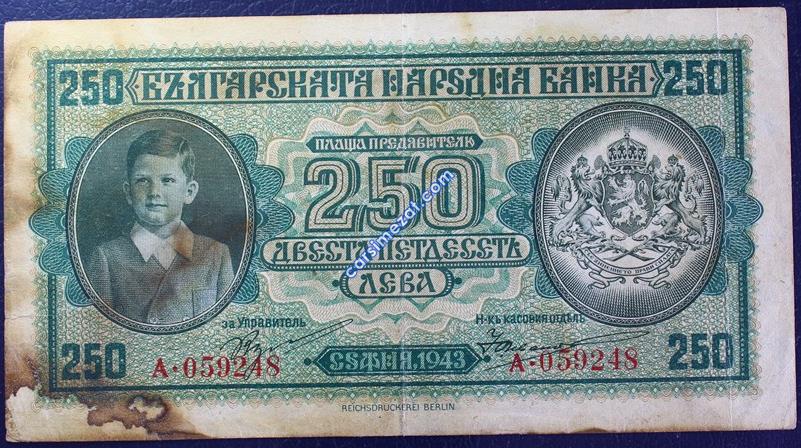 250 БЪЛГАРСКАТА НАРОДНА БАНКА 250
ПЛАЩА ПРЕДЯВИТЕЛЮ
250
ДВЕСТА ПЕТДЕСЕТЬ
ЛЕВА
за Управитель
Н-къ касовия отдѣлъ
250 А·059248 СОФИЯ, 1943 А·059248 250
REICHSDRUCKEREI BERLIN
carsimezat.com